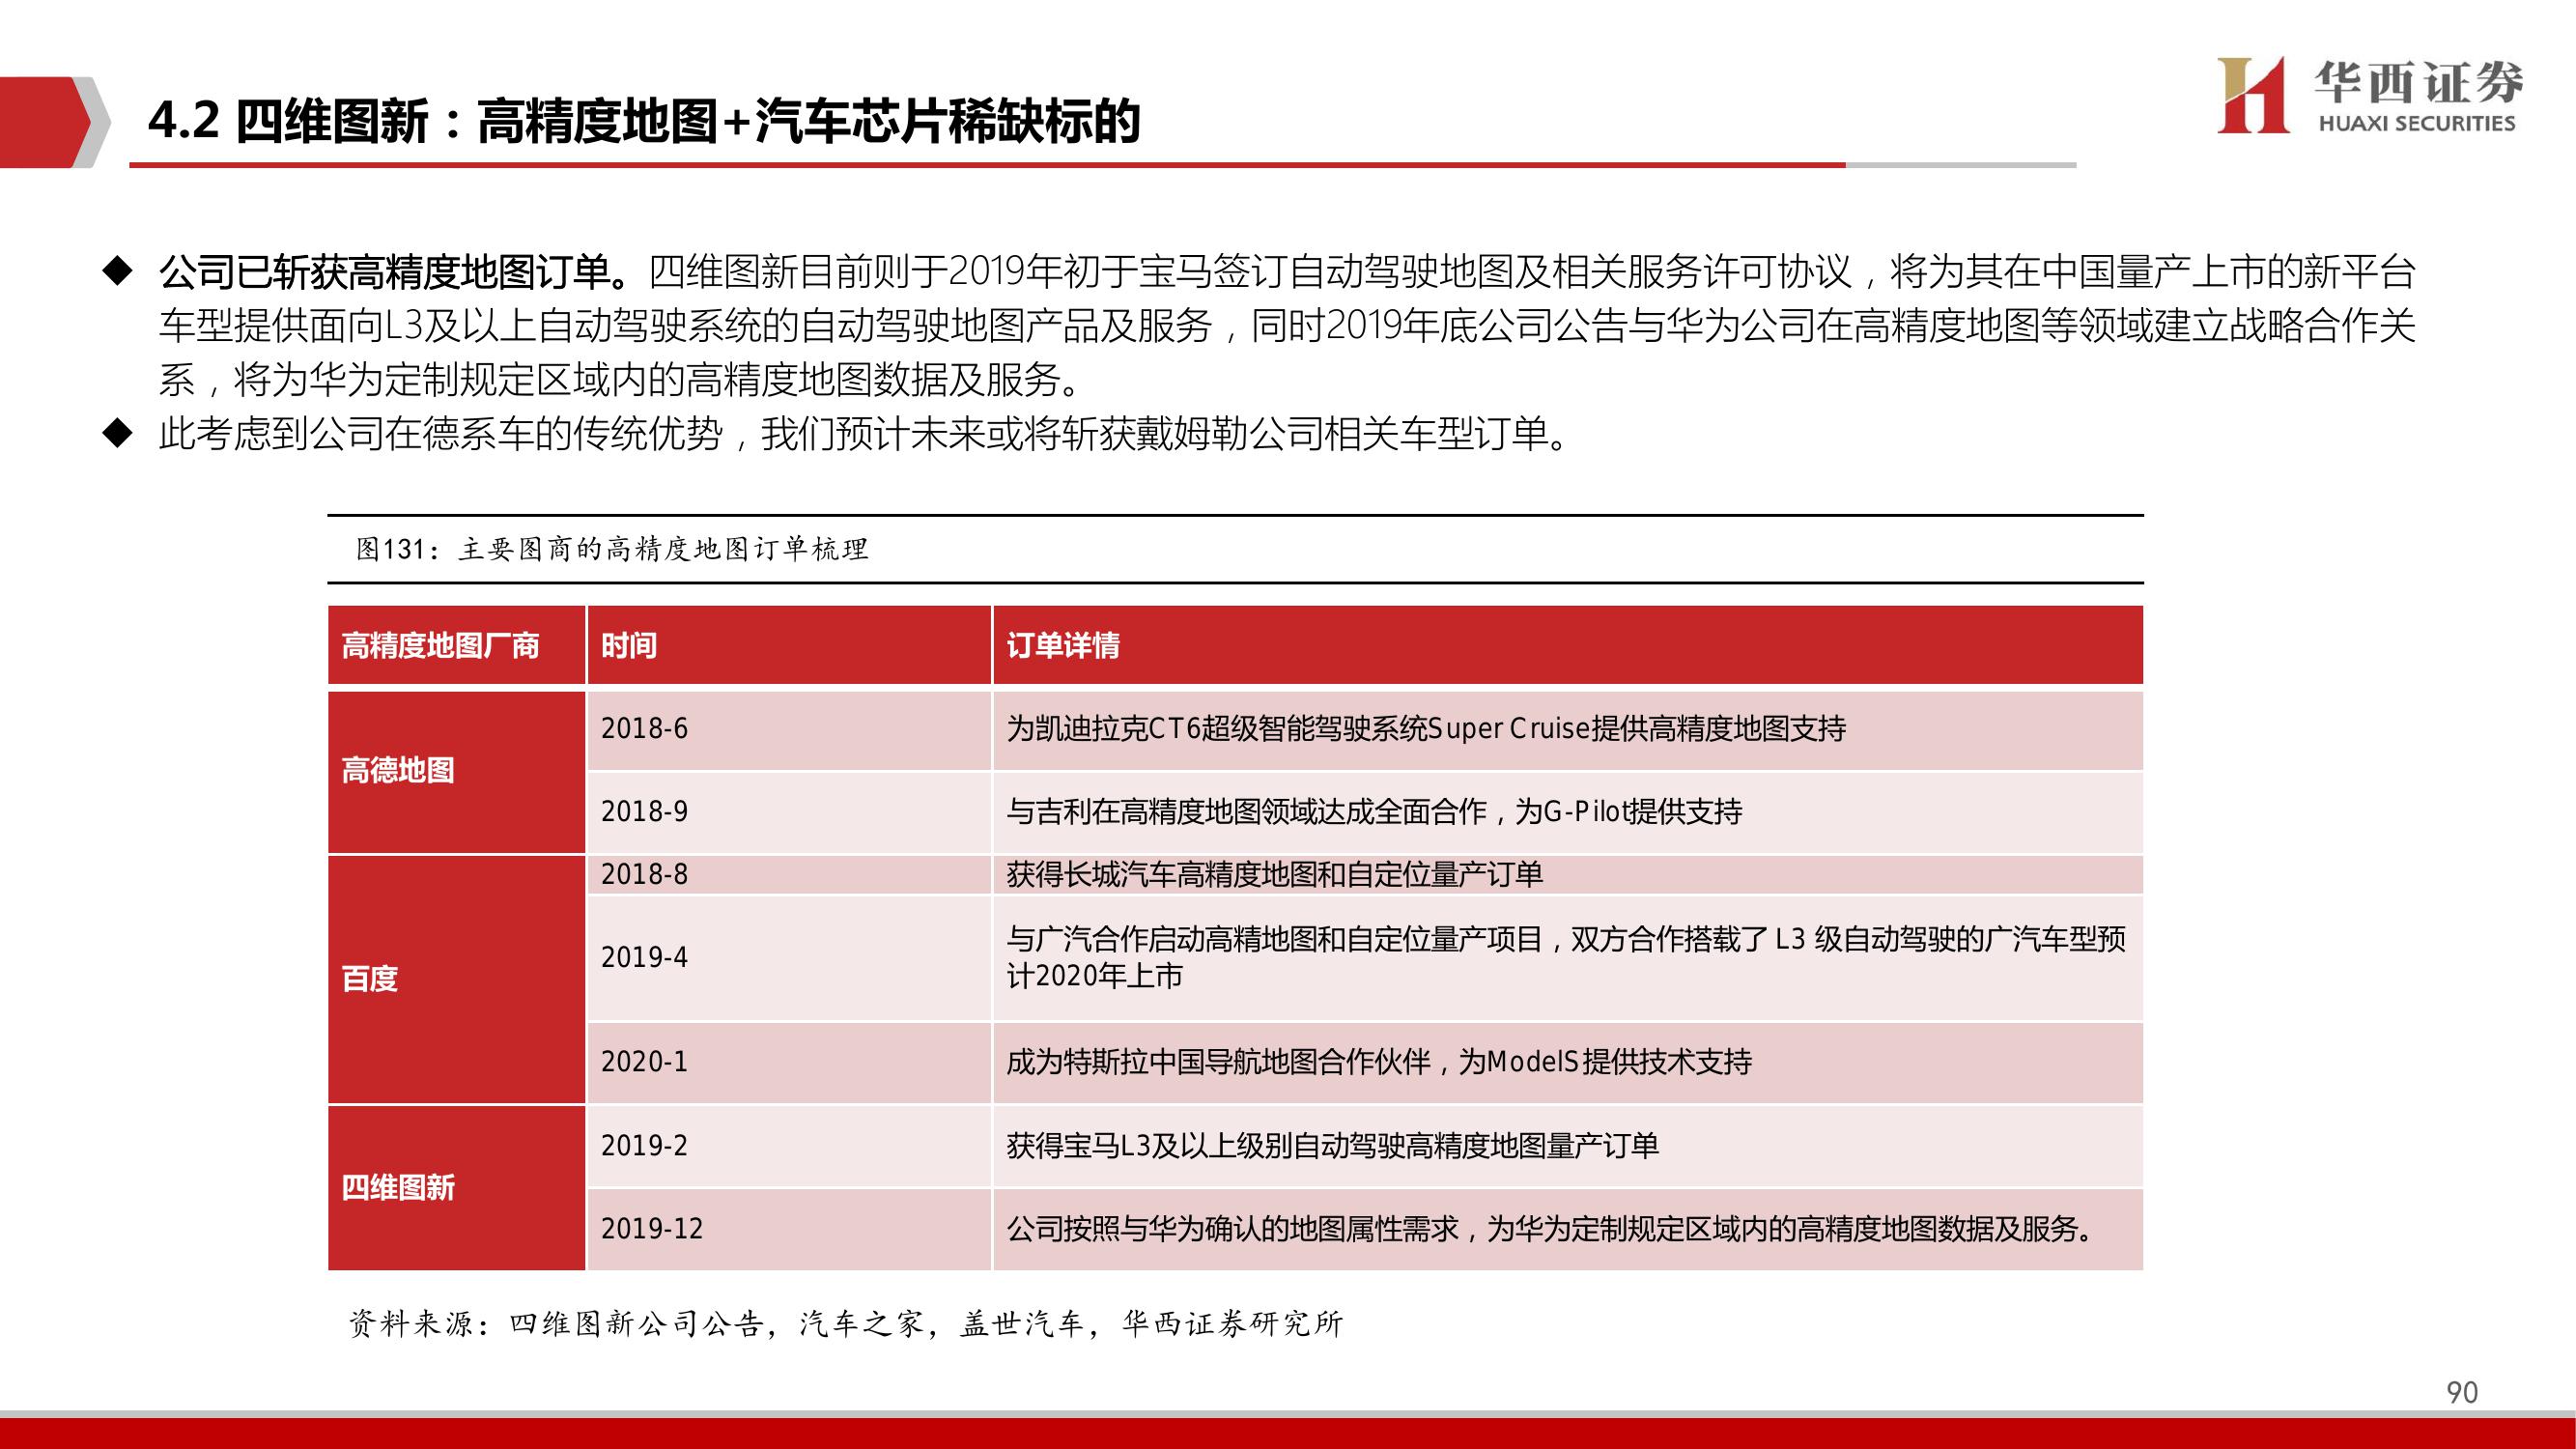 4.2 四维图新：高精度地图+汽车芯片稀缺标的
华西证券
HUAXI SECURITIES
◆ 公司已斩获高精度地图订单。四维图新目前则于2019年初于宝马签订自动驾驶地图及相关服务许可协议，将为其在中国量产上市的新平台
车型提供面向L3及以上自动驾驶系统的自动驾驶地图产品及服务，同时2019年底公司公告与华为公司在高精度地图等领域建立战略合作关
系，将为华为定制规定区域内的高精度地图数据及服务。
◆ 此考虑到公司在德系车的传统优势，我们预计未来或将斩获戴姆勒公司相关车型订单。
图131：主要图商的高精度地图订单梳理
高精度地图厂商 时间 订单详情
高德地图
2018-6 为凯迪拉克CT6超级智能驾驶系统Super Cruise提供高精度地图支持
2018-9 与吉利在高精度地图领域达成全面合作，为G-Pilot提供支持
百度
2018-8 获得长城汽车高精度地图和自定位量产订单
2019-4 与广汽合作启动高精地图和自定位量产项目，双方合作搭载了 L3 级自动驾驶的广汽车型预
计2020年上市
2020-1 成为特斯拉中国导航地图合作伙伴，为ModelS提供技术支持
四维图新
2019-2 获得宝马L3及以上级别自动驾驶高精度地图量产订单
2019-12 公司按照与华为确认的地图属性需求，为华为定制规定区域内的高精度地图数据及服务。
资料来源：四维图新公司公告，汽车之家，盖世汽车，华西证券研究所
90